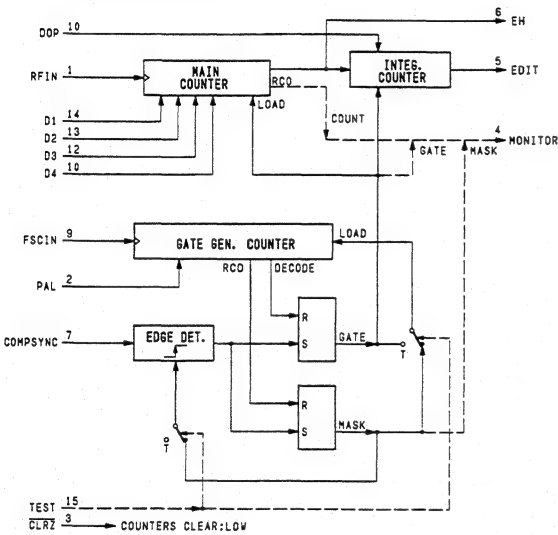 6
EH
DOP 10
RFIN 1
MAIN
COUNTER
RCO
LOAD
INTEG.
COUNTER
5
EDIT
D1 14
D2 13
D3 12
D4 10
COUNT
4
MONITOR
GATE
MASK
FSCIN 9
GATE GEN. COUNTER
LOAD
RCO
DECODE
PAL 2
COMPSYNC 7
EDGE DET.
R
S
GATE
T
R
S
MASK
T
TEST 15
CLRZ 3
COUNTERS CLEAR:LOW